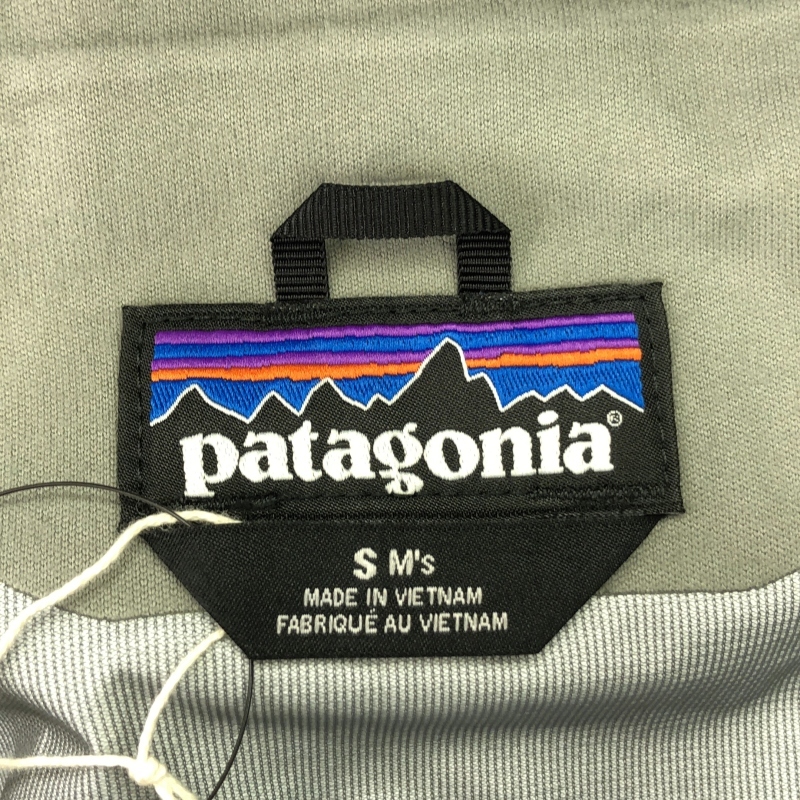 patagonia®
S M's
MADE IN VIETNAM
FABRIQUÉ AU VIETNAM